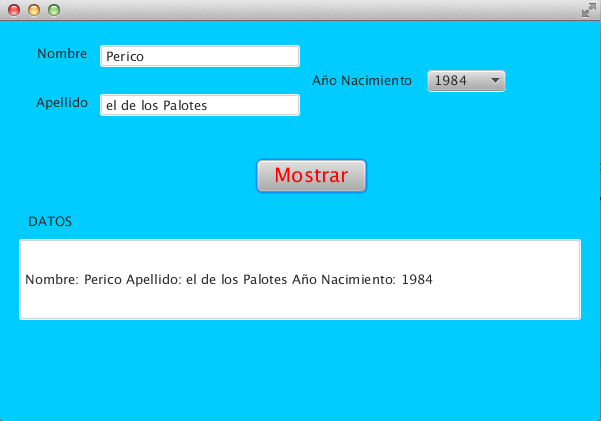 Nombre
Perico
Año Nacimiento
1984
Apellido
el de los Palotes
Mostrar
DATOS
Nombre: Perico Apellido: el de los Palotes Año Nacimiento: 1984